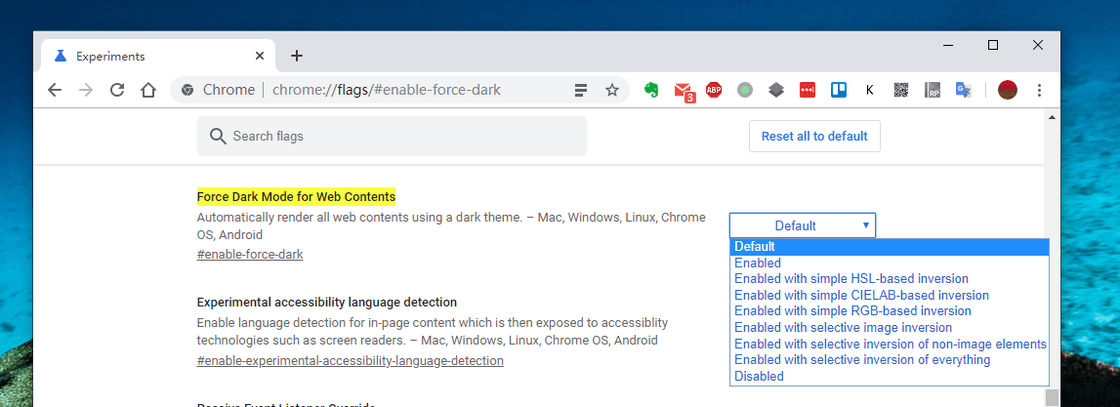 Experiments
Chrome | chrome://flags/#enable-force-dark
3
ABP
K
RP
G
Search flags
Reset all to default
Force Dark Mode for Web Contents
Automatically render all web contents using a dark theme. – Mac, Windows, Linux, Chrome
OS, Android
#enable-force-dark
Default
Default
Enabled
Enabled with simple HSL-based inversion
Enabled with simple CIELAB-based inversion
Enabled with simple RGB-based inversion
Enabled with selective image inversion
Enabled with selective inversion of non-image elements
Enabled with selective inversion of everything
Disabled
Experimental accessibility language detection
Enable language detection for in-page content which is then exposed to accessiblity
technologies such as screen readers. – Mac, Windows, Linux, Chrome OS, Android
#enable-experimental-accessibility-language-detection
Passive Event Listener Override